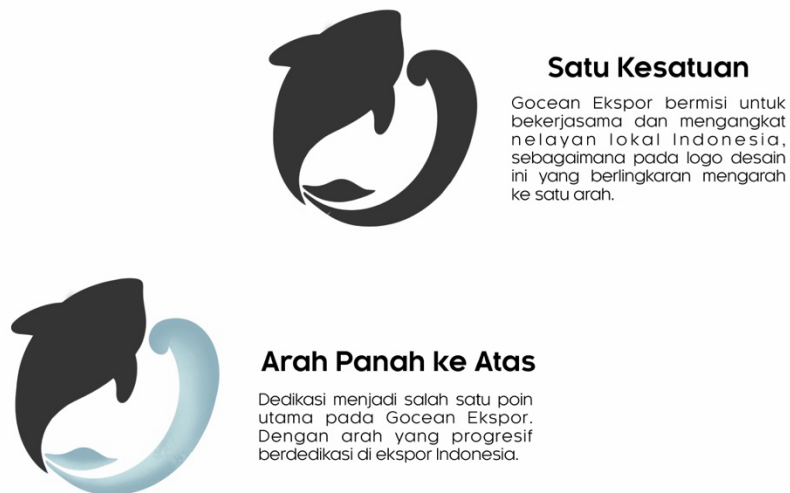 Satu Kesatuan
Gocean Ekspor bermisi untuk
bekerjasama dan mengangkat
nelayan lokal Indonesia,
sebagaimana pada logo desain
ini yang berlingkaran mengarah
ke satu arah.
Arah Panah ke Atas
Dedikasi menjadi salah satu poin
utama pada Gocean Ekspor.
Dengan arah yang progresif
berdedikasi di ekspor Indonesia.